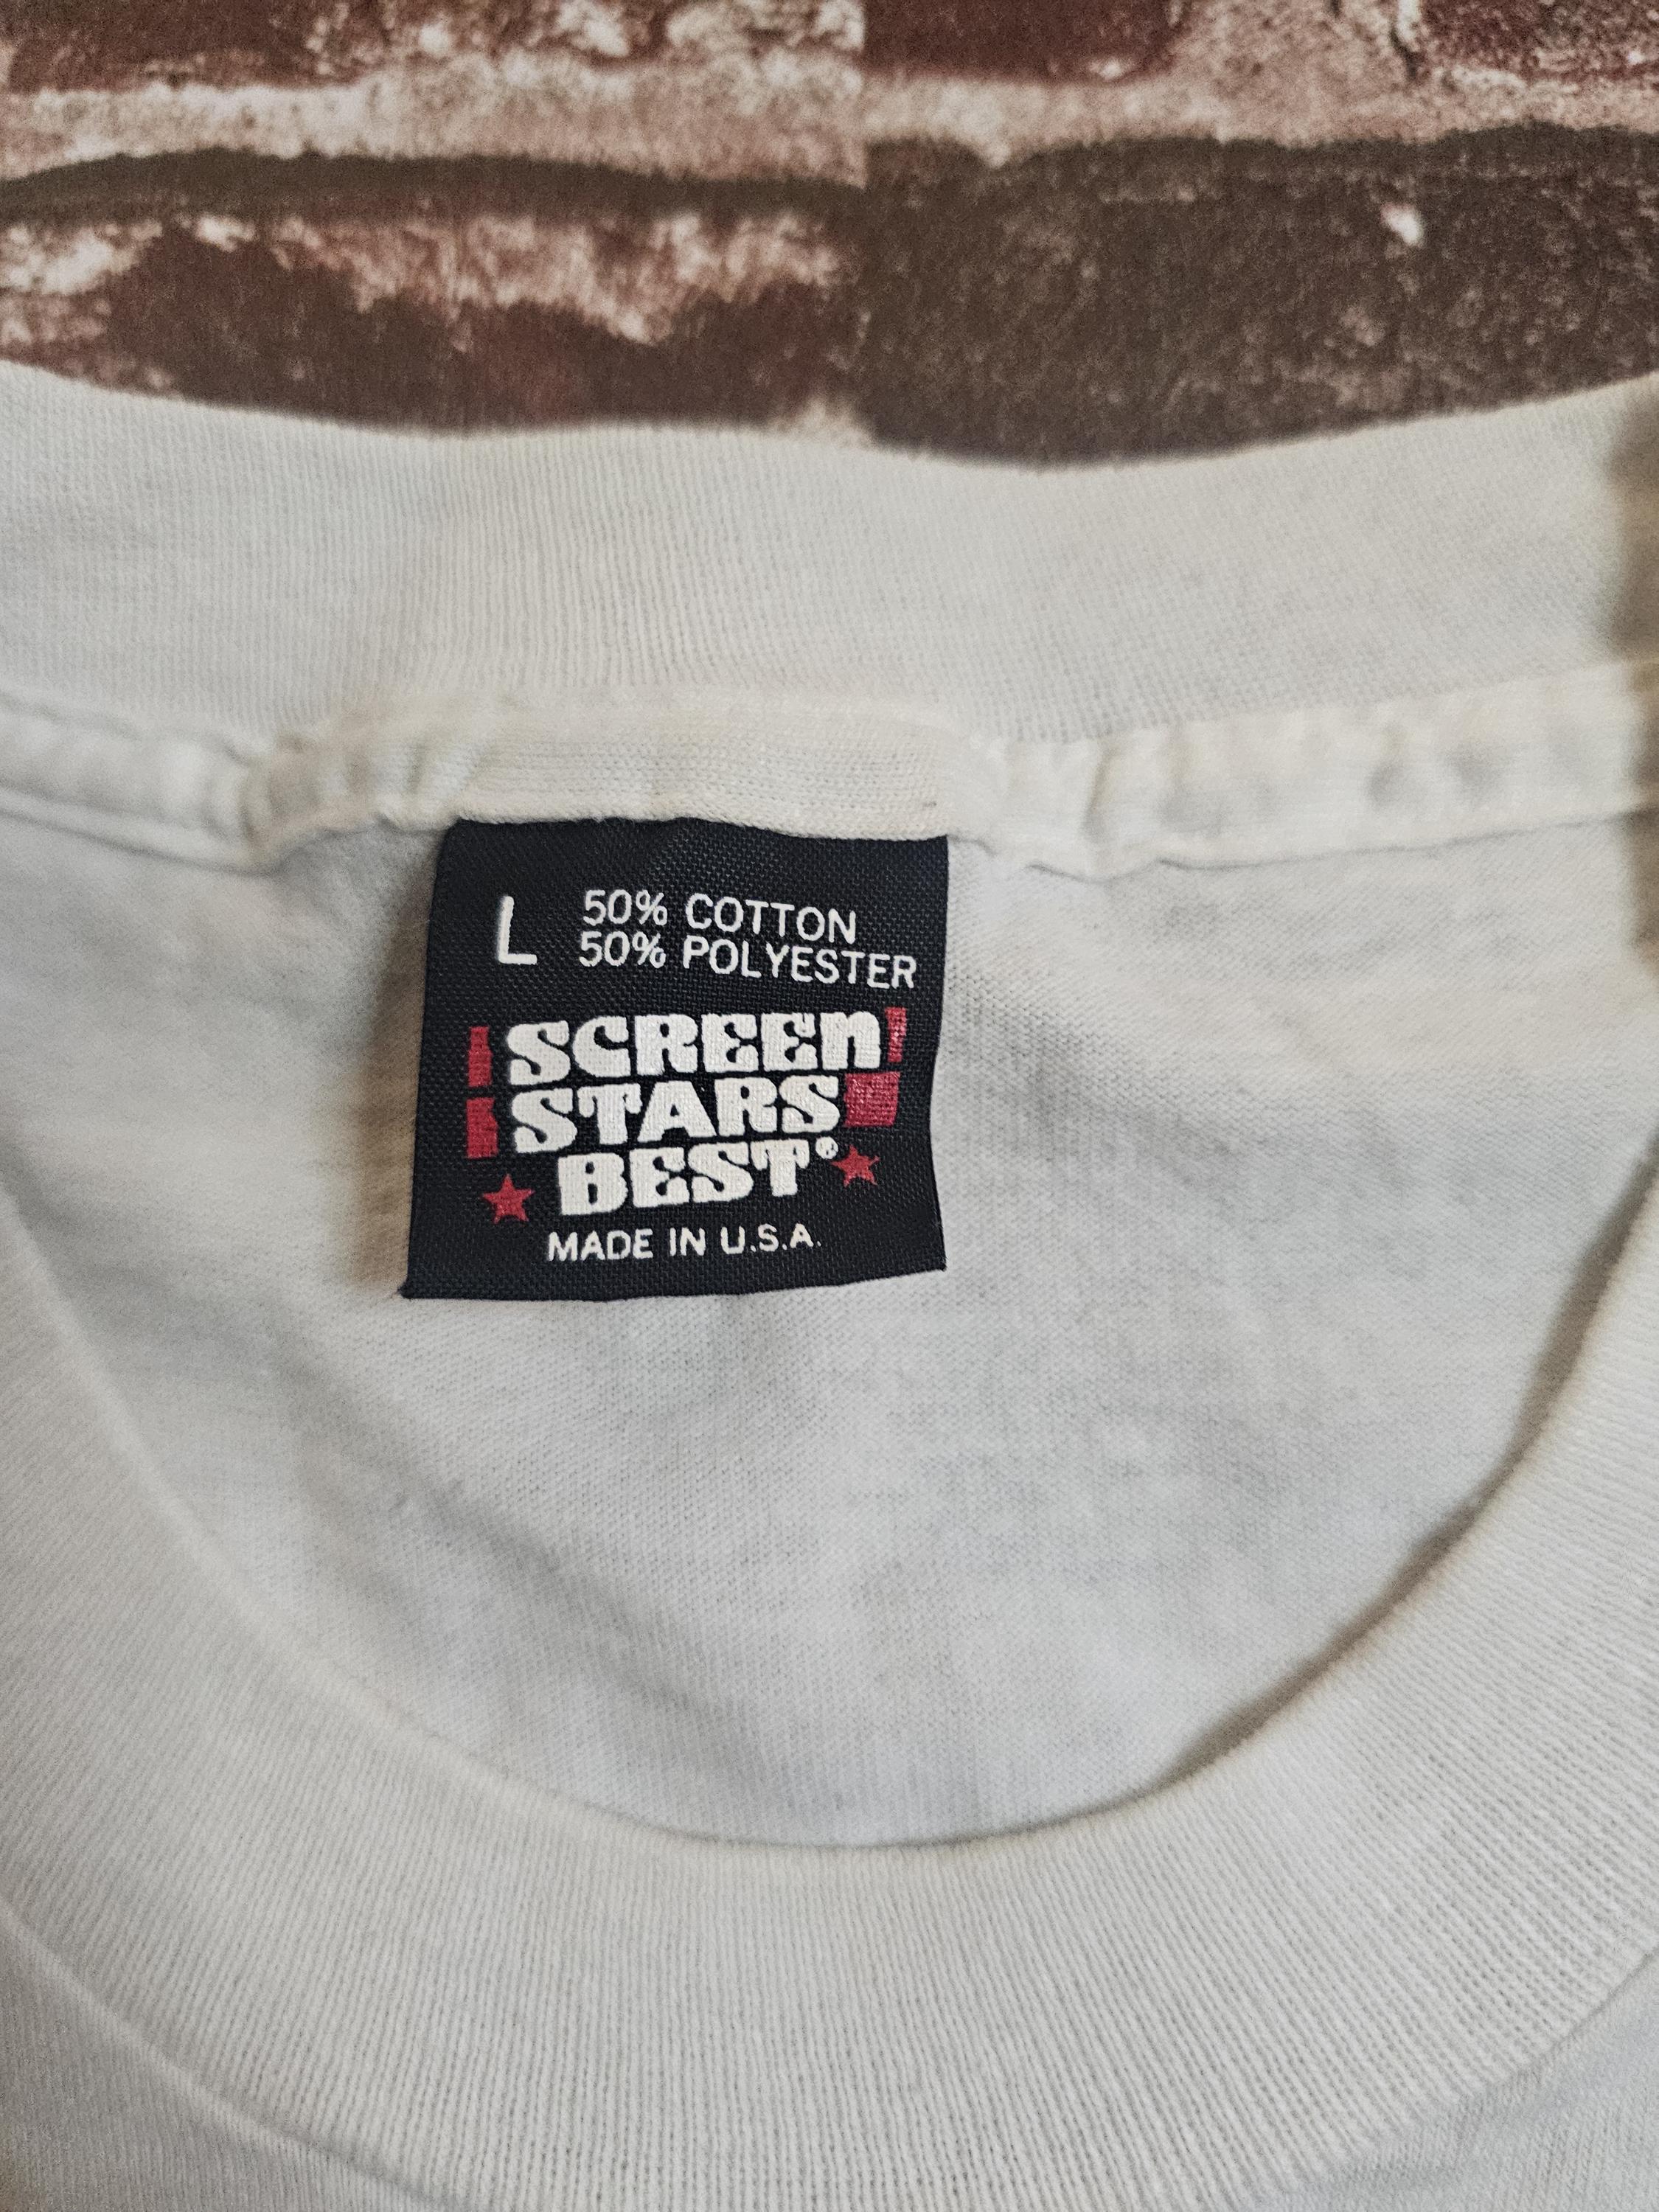 L 50% COTTON
50% POLYESTER
SCREEN
STARS
BEST®
MADE IN U.S.A.